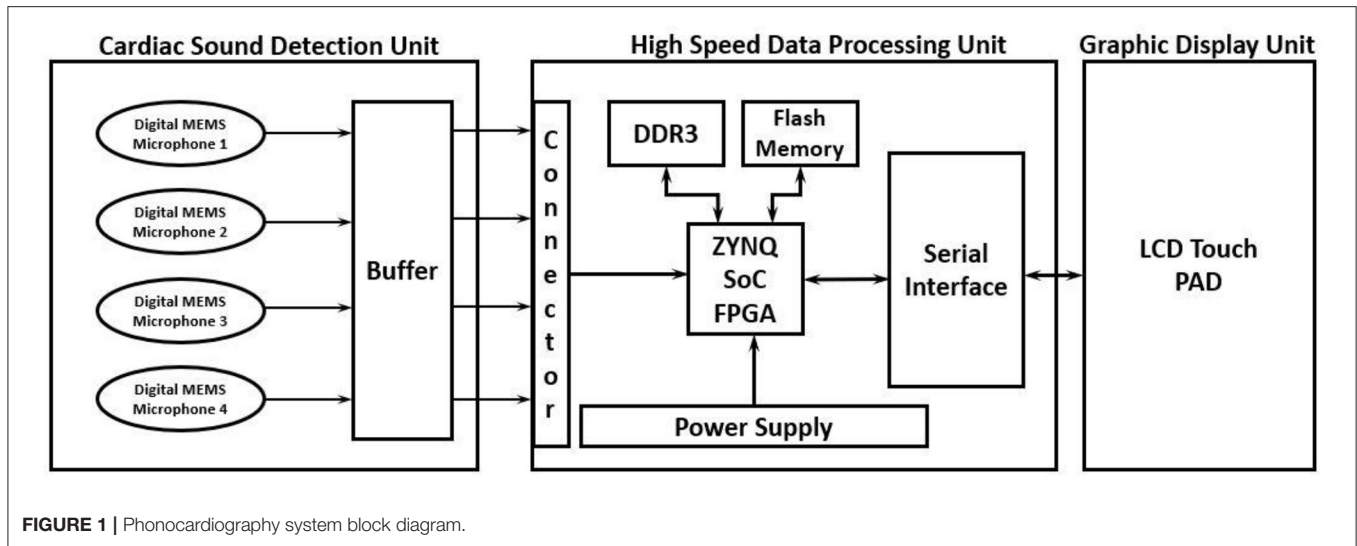 Cardiac Sound Detection Unit
High Speed Data Processing Unit
Graphic Display Unit
Digital MEMS
Microphone 1
Digital MEMS
Microphone 2
Digital MEMS
Microphone 3
Digital MEMS
Microphone 4
Buffer
Connector
DDR3
Flash
Memory
ZYNQ
SoC
FPGA
Serial
Interface
Power Supply
LCD Touch
PAD
FIGURE 1 | Phonocardiography system block diagram.